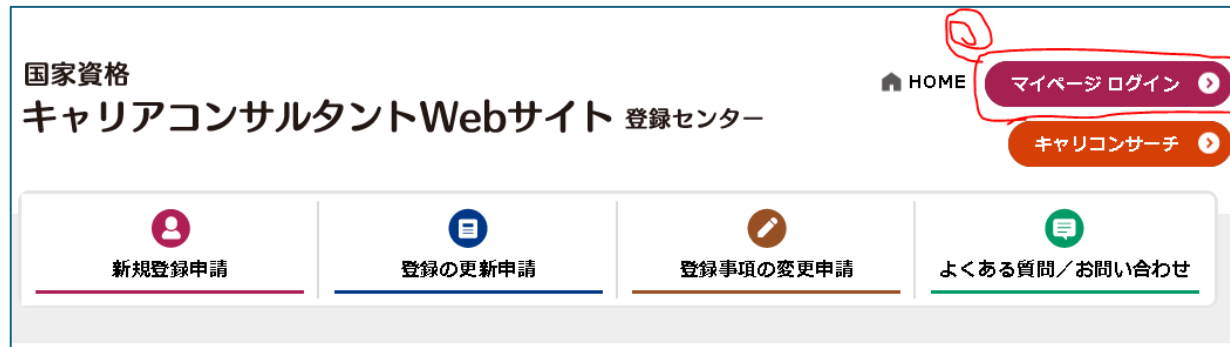 国家資格
キャリアコンサルタントWebサイト 登録センター
HOME
マイページ ログイン
キャリコンサーチ
新規登録申請
登録の更新申請
登録事項の変更申請
よくある質問／お問い合わせ